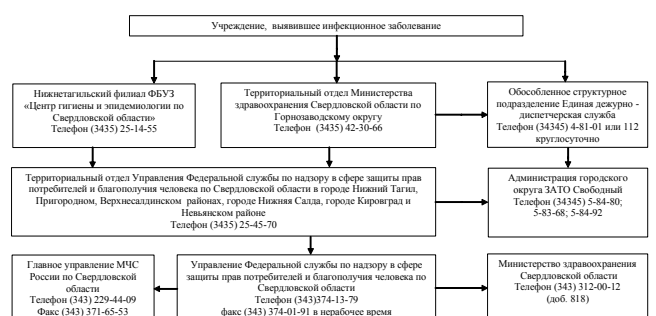 Учреждение, выявившее инфекционное заболевание
Нижнетагильский филиал ФБУЗ
«Центр гигиены и эпидемиологии по
Свердловской области»
Телефон (3435) 25-14-55
Территориальный отдел Министерства
здравоохранения Свердловской области по
Горнозаводскому округу
Телефон (3435) 42-30-66
Обособленное структурное
подразделение Единая дежурно -
диспетчерская служба
Телефон (34345) 4-81-01 или 112
круглосуточно
Территориальный отдел Управления Федеральной службы по надзору в сфере защиты прав
потребителей и благополучия человека по Свердловской области в городе Нижний Тагил,
Пригородном, Верхнесалдинском районах, городе Нижняя Салда, городе Кировград и
Невьянском районе
Телефон (3435) 25-45-70
Администрация городского
округа ЗАТО Свободный
Телефон (34345) 5-84-80;
5-83-68; 5-84-92
Главное управление МЧС
России по Свердловской
области
Телефон (343) 229-44-09
Факс (343) 371-65-53
Управление Федеральной службы по надзору в сфере
защиты прав потребителей и благополучия человека по
Свердловской области
Телефон (343)374-13-79
факс (343) 374-01-91 в нерабочее время
Министерство здравоохранения
Свердловской области
Телефон (343) 312-00-12
(доб. 818)